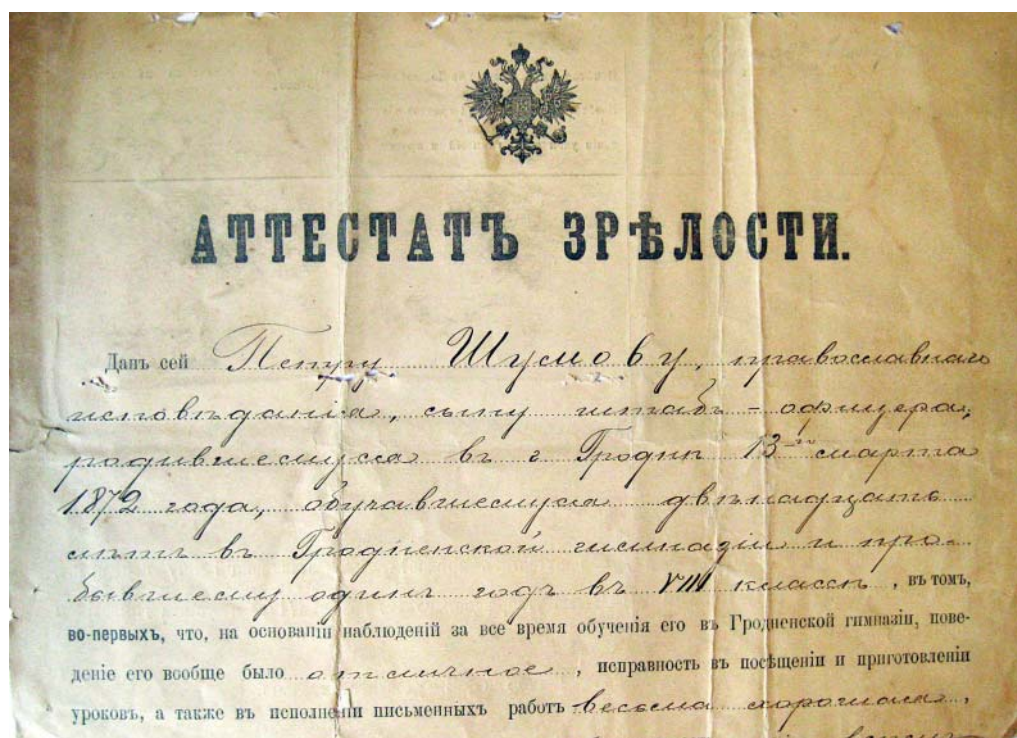 АТТЕСТАТЪ ЗРѢЛОСТИ.
Данъ сей Петру Шумову, православнаго
исповѣданія, сыну штабъ-офицера,
родившемуся въ г. Гроднѣ 13-го марта
1872 года, обучавшемуся двѣнадцать
лѣтъ въ Гродненской гимназіи и про-
бывшему одинъ годъ въ VIII классѣ, въ томъ,
во-первыхъ, что, на основаніи наблюденій за все время обученія его въ Гродненской гимназіи, пове-
деніе его вообще было отличное, исправность въ посѣщеніи и приготовленіи
уроковъ, а также въ исполненіи письменныхъ работъ весьма хорошая,